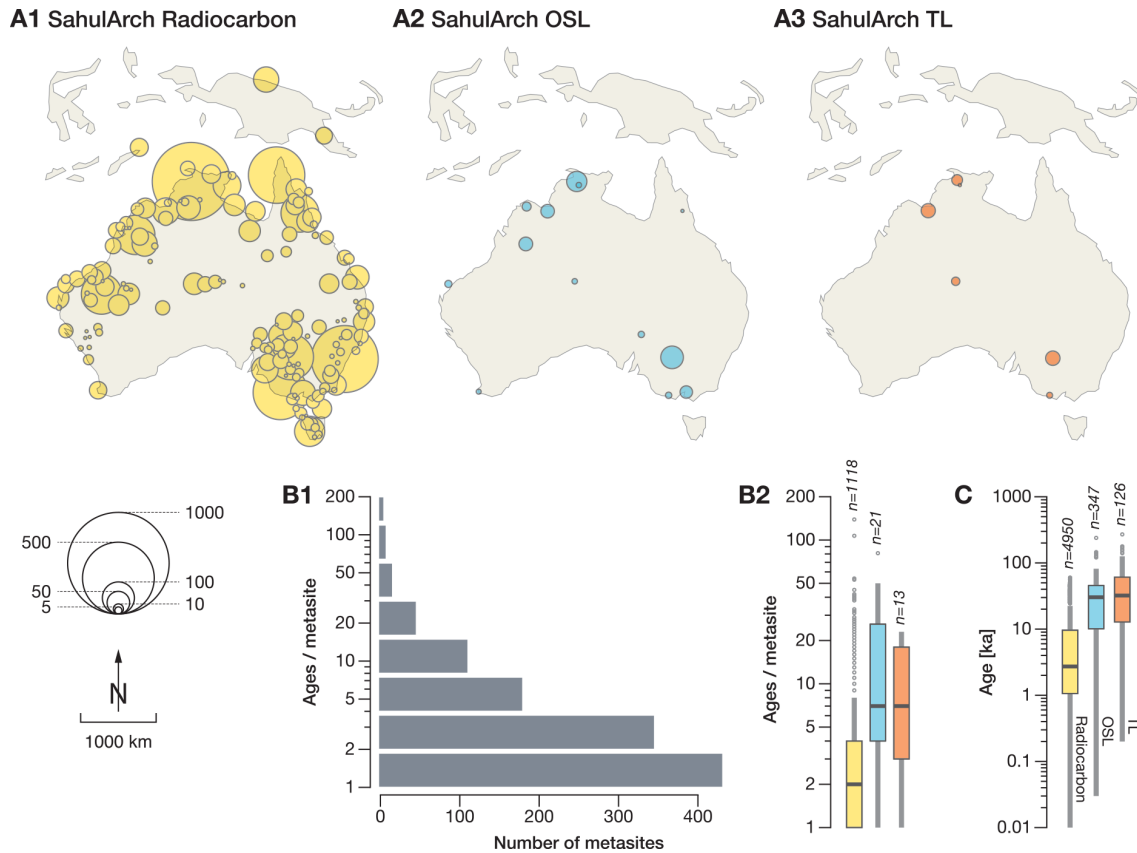 A1 SahulArch Radiocarbon
A2 SahulArch OSL
A3 SahulArch TL
1000
500
100
50
10
5
N
1000 km
B1
200
100
50
20
10
5
2
1
Ages / metasite
0
100
200
300
400
Number of metasites
B2
200
100
50
20
10
5
2
1
Ages / metasite
n=1118
n=21
n=13
C
1000
100
10
1
0.1
0.01
Age [ka]
n=4950
n=347
n=126
Radiocarbon
OSL
TL